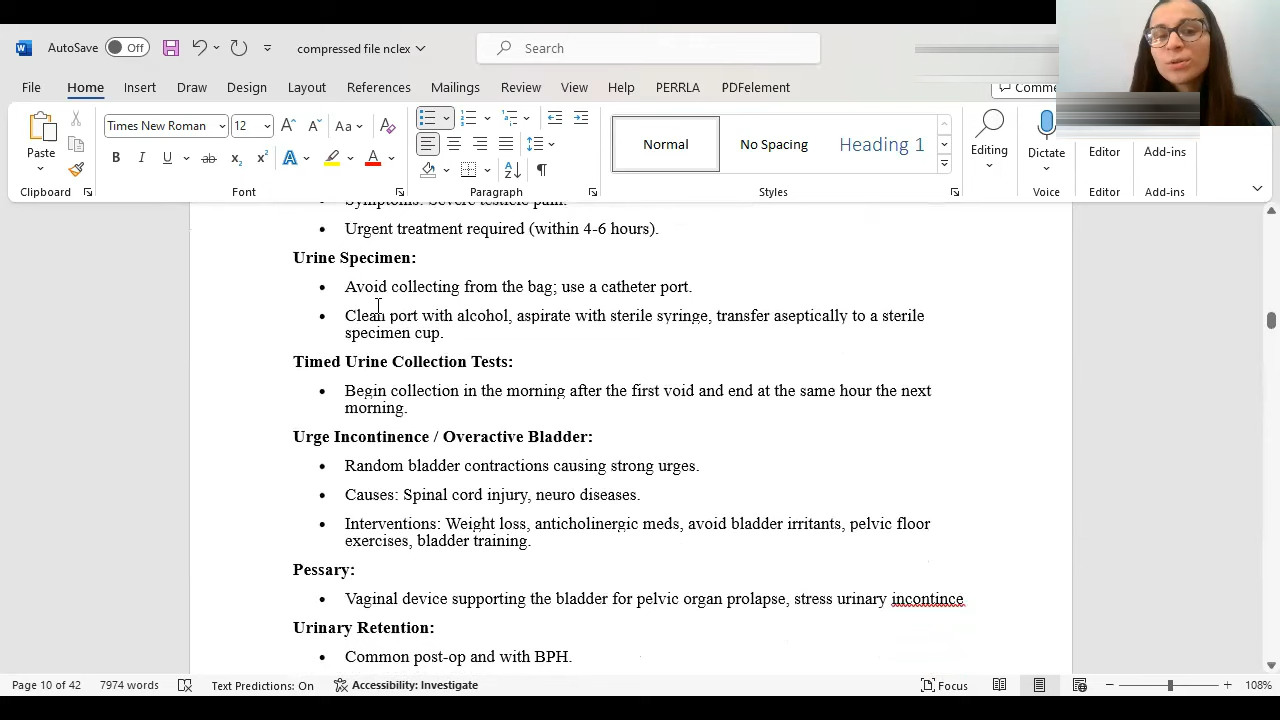 AutoSave Off compressed file nclex Search
File Home Insert Draw Design Layout References Mailings Review View Help PERRLA PDFelement
Paste Times New Roman 12 Aa Normal No Spacing Heading 1 Editing Dictate Editor Add-ins
Clipboard Font Paragraph Styles Voice Editor Add-ins
Symptoms: Severe testicle pain.
• Urgent treatment required (within 4-6 hours).
Urine Specimen:
• Avoid collecting from the bag; use a catheter port.
• Clean port with alcohol, aspirate with sterile syringe, transfer aseptically to a sterile
specimen cup.
Timed Urine Collection Tests:
• Begin collection in the morning after the first void and end at the same hour the next
morning.
Urge Incontinence / Overactive Bladder:
• Random bladder contractions causing strong urges.
• Causes: Spinal cord injury, neuro diseases.
• Interventions: Weight loss, anticholinergic meds, avoid bladder irritants, pelvic floor
exercises, bladder training.
Pessary:
• Vaginal device supporting the bladder for pelvic organ prolapse, stress urinary incontince
Urinary Retention:
• Common post-op and with BPH.
Page 10 of 42 7974 words Text Predictions: On Accessibility: Investigate Focus 108%